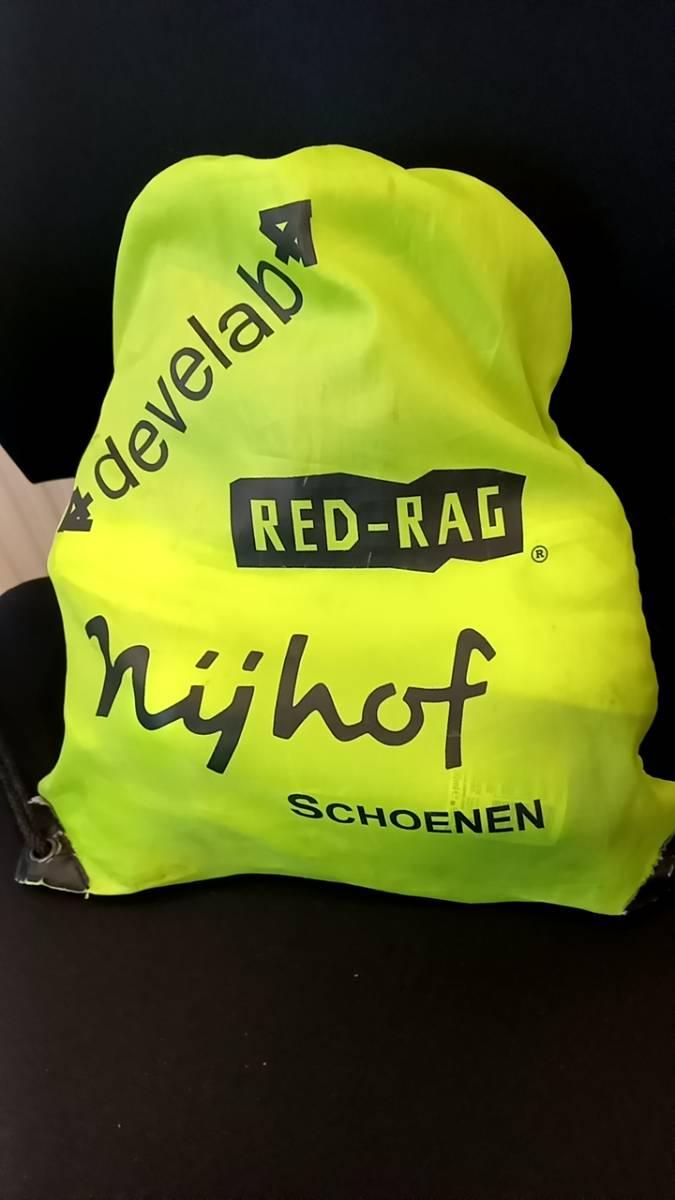 develab
RED-RAG®
nijhof
SCHOENEN